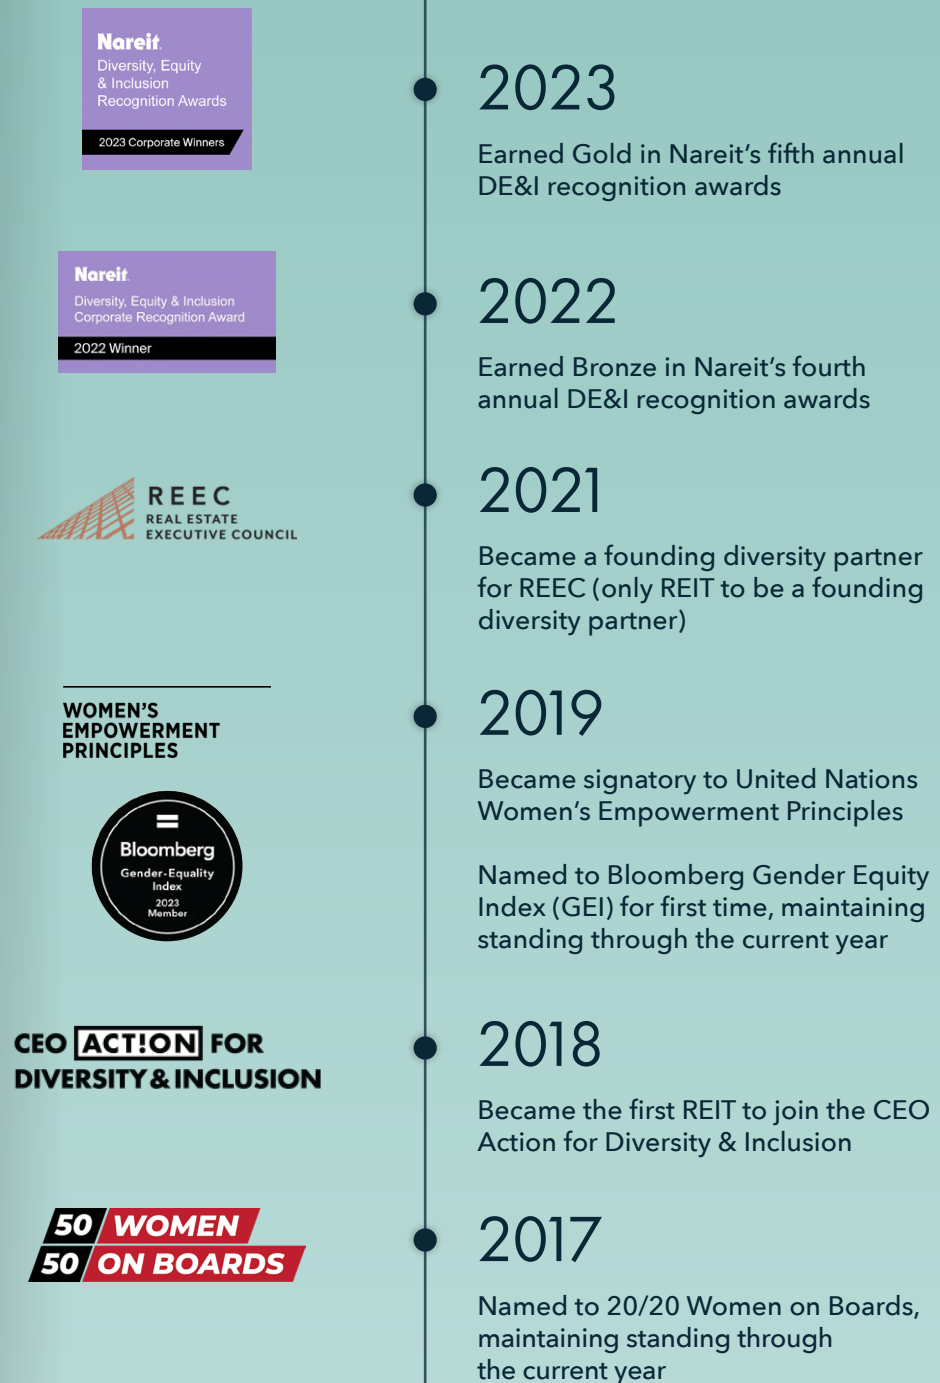 Nareit.
Diversity, Equity
& Inclusion
Recognition Awards
2023 Corporate Winners
2023
Earned Gold in Nareit’s fifth annual
DE&I recognition awards
Nareit.
Diversity, Equity & Inclusion
Corporate Recognition Award
2022 Winner
2022
Earned Bronze in Nareit’s fourth
annual DE&I recognition awards
REEC
REAL ESTATE
EXECUTIVE COUNCIL
2021
Became a founding diversity partner
for REEC (only REIT to be a founding
diversity partner)
WOMEN’S
EMPOWERMENT
PRINCIPLES
2019
Became signatory to United Nations
Women’s Empowerment Principles
Bloomberg
Gender-Equality
Index
2023
Member
Named to Bloomberg Gender Equity
Index (GEI) for first time, maintaining
standing through the current year
CEO ACT!ON FOR
DIVERSITY & INCLUSION
2018
Became the first REIT to join the CEO
Action for Diversity & Inclusion
50 WOMEN
50 ON BOARDS
2017
Named to 20/20 Women on Boards,
maintaining standing through
the current year